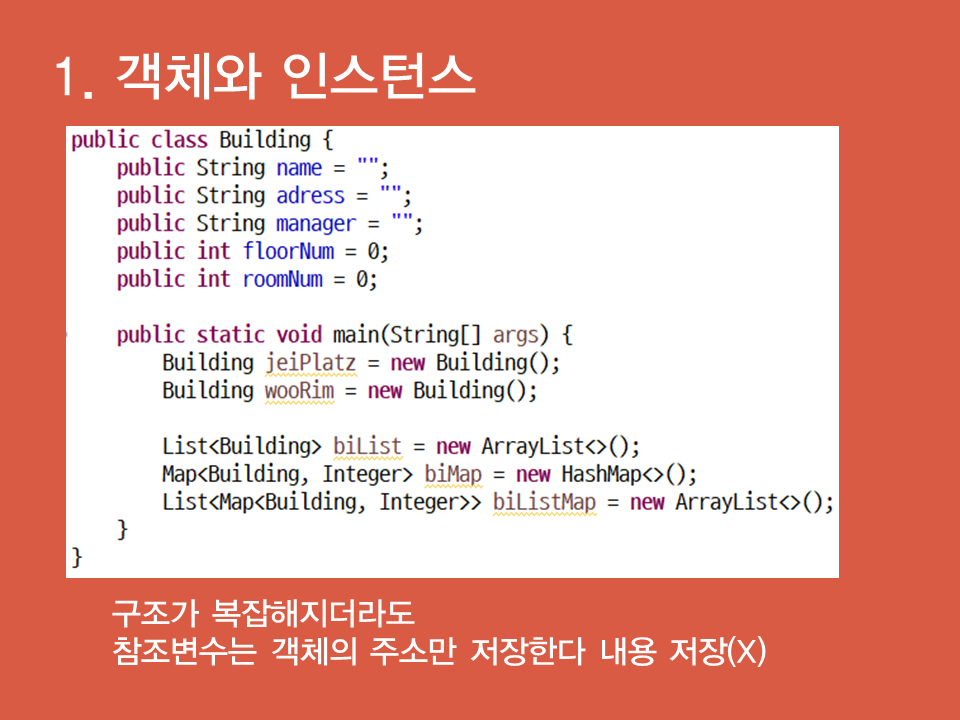 1. 객체와 인스턴스
public class Building {
public String name = "";
public String adress = "";
public String manager = "";
public int floorNum = 0;
public int roomNum = 0;
public static void main(String[] args) {
Building jeiPlatz = new Building();
Building wooRim = new Building();
List<Building> biList = new ArrayList<>();
Map<Building, Integer> biMap = new HashMap<>();
List<Map<Building, Integer>> biListMap = new ArrayList<>();
}
}
구조가 복잡해지더라도
참조변수는 객체의 주소만 저장한다 내용 저장(X)